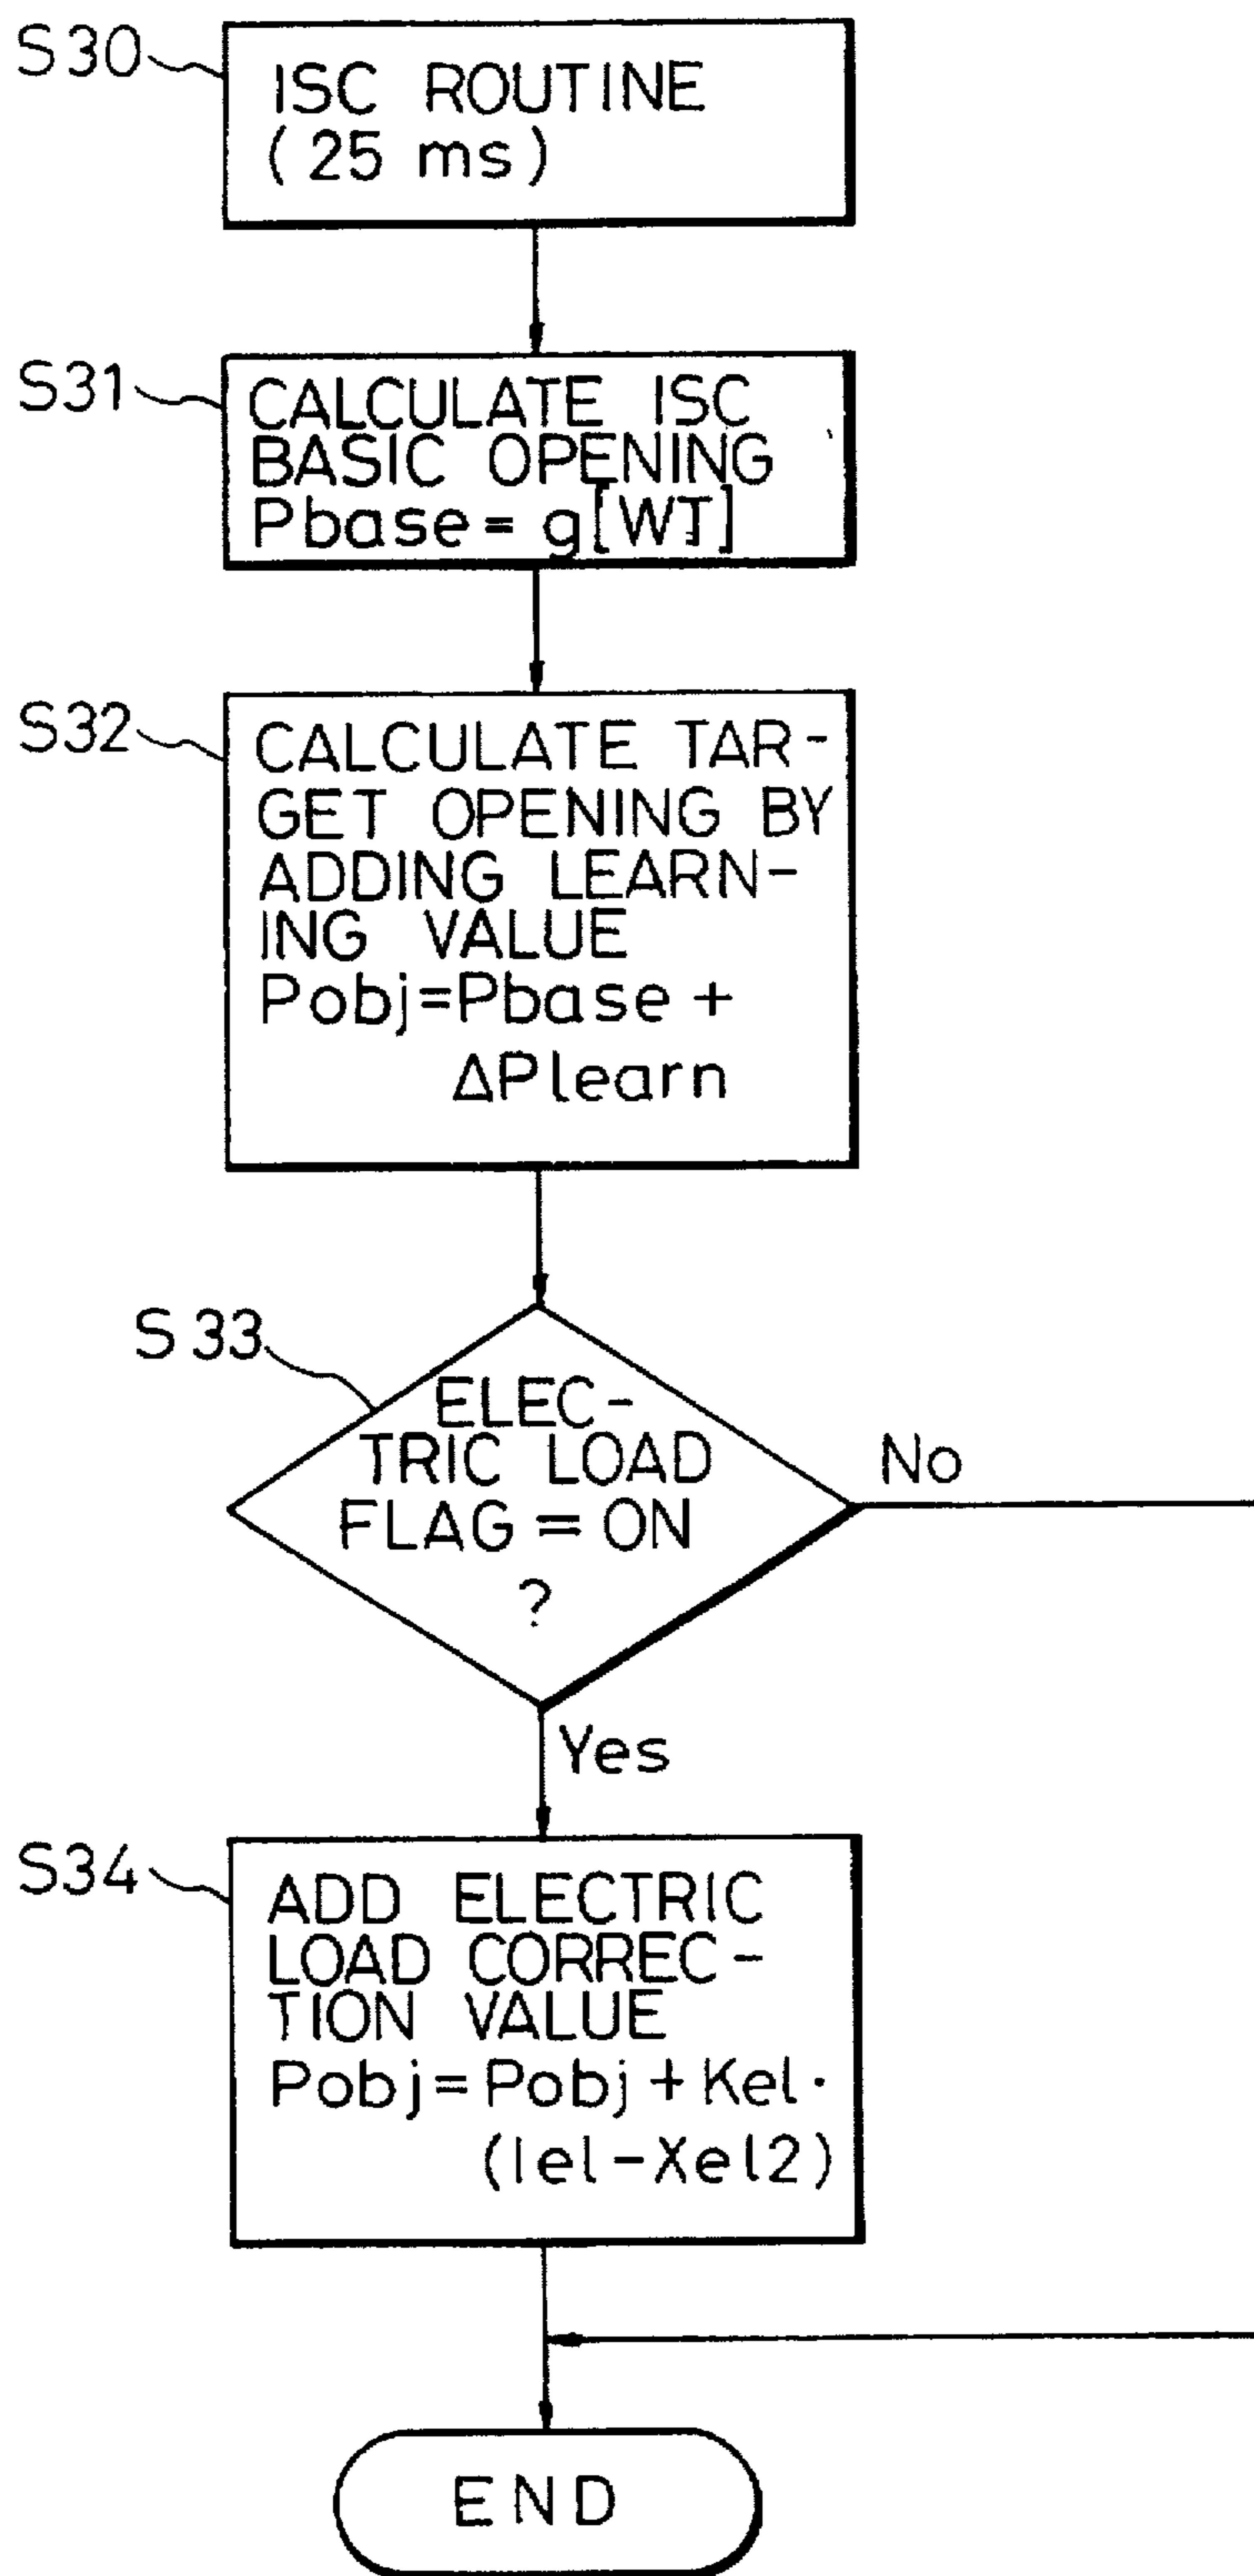 S30
ISC ROUTINE
(25 ms)
S31
CALCULATE ISC
BASIC OPENING
Pbase = g[WT]
S32
CALCULATE TAR-
GET OPENING BY
ADDING LEARN-
ING VALUE
Pobj=Pbase +
ΔPlearn
S33
ELEC-
TRIC LOAD
FLAG = ON
?
No
Yes
S34
ADD ELECTRIC
LOAD CORREC-
TION VALUE
Pobj = Pobj + Kel·
(Iel-Xel2)
END